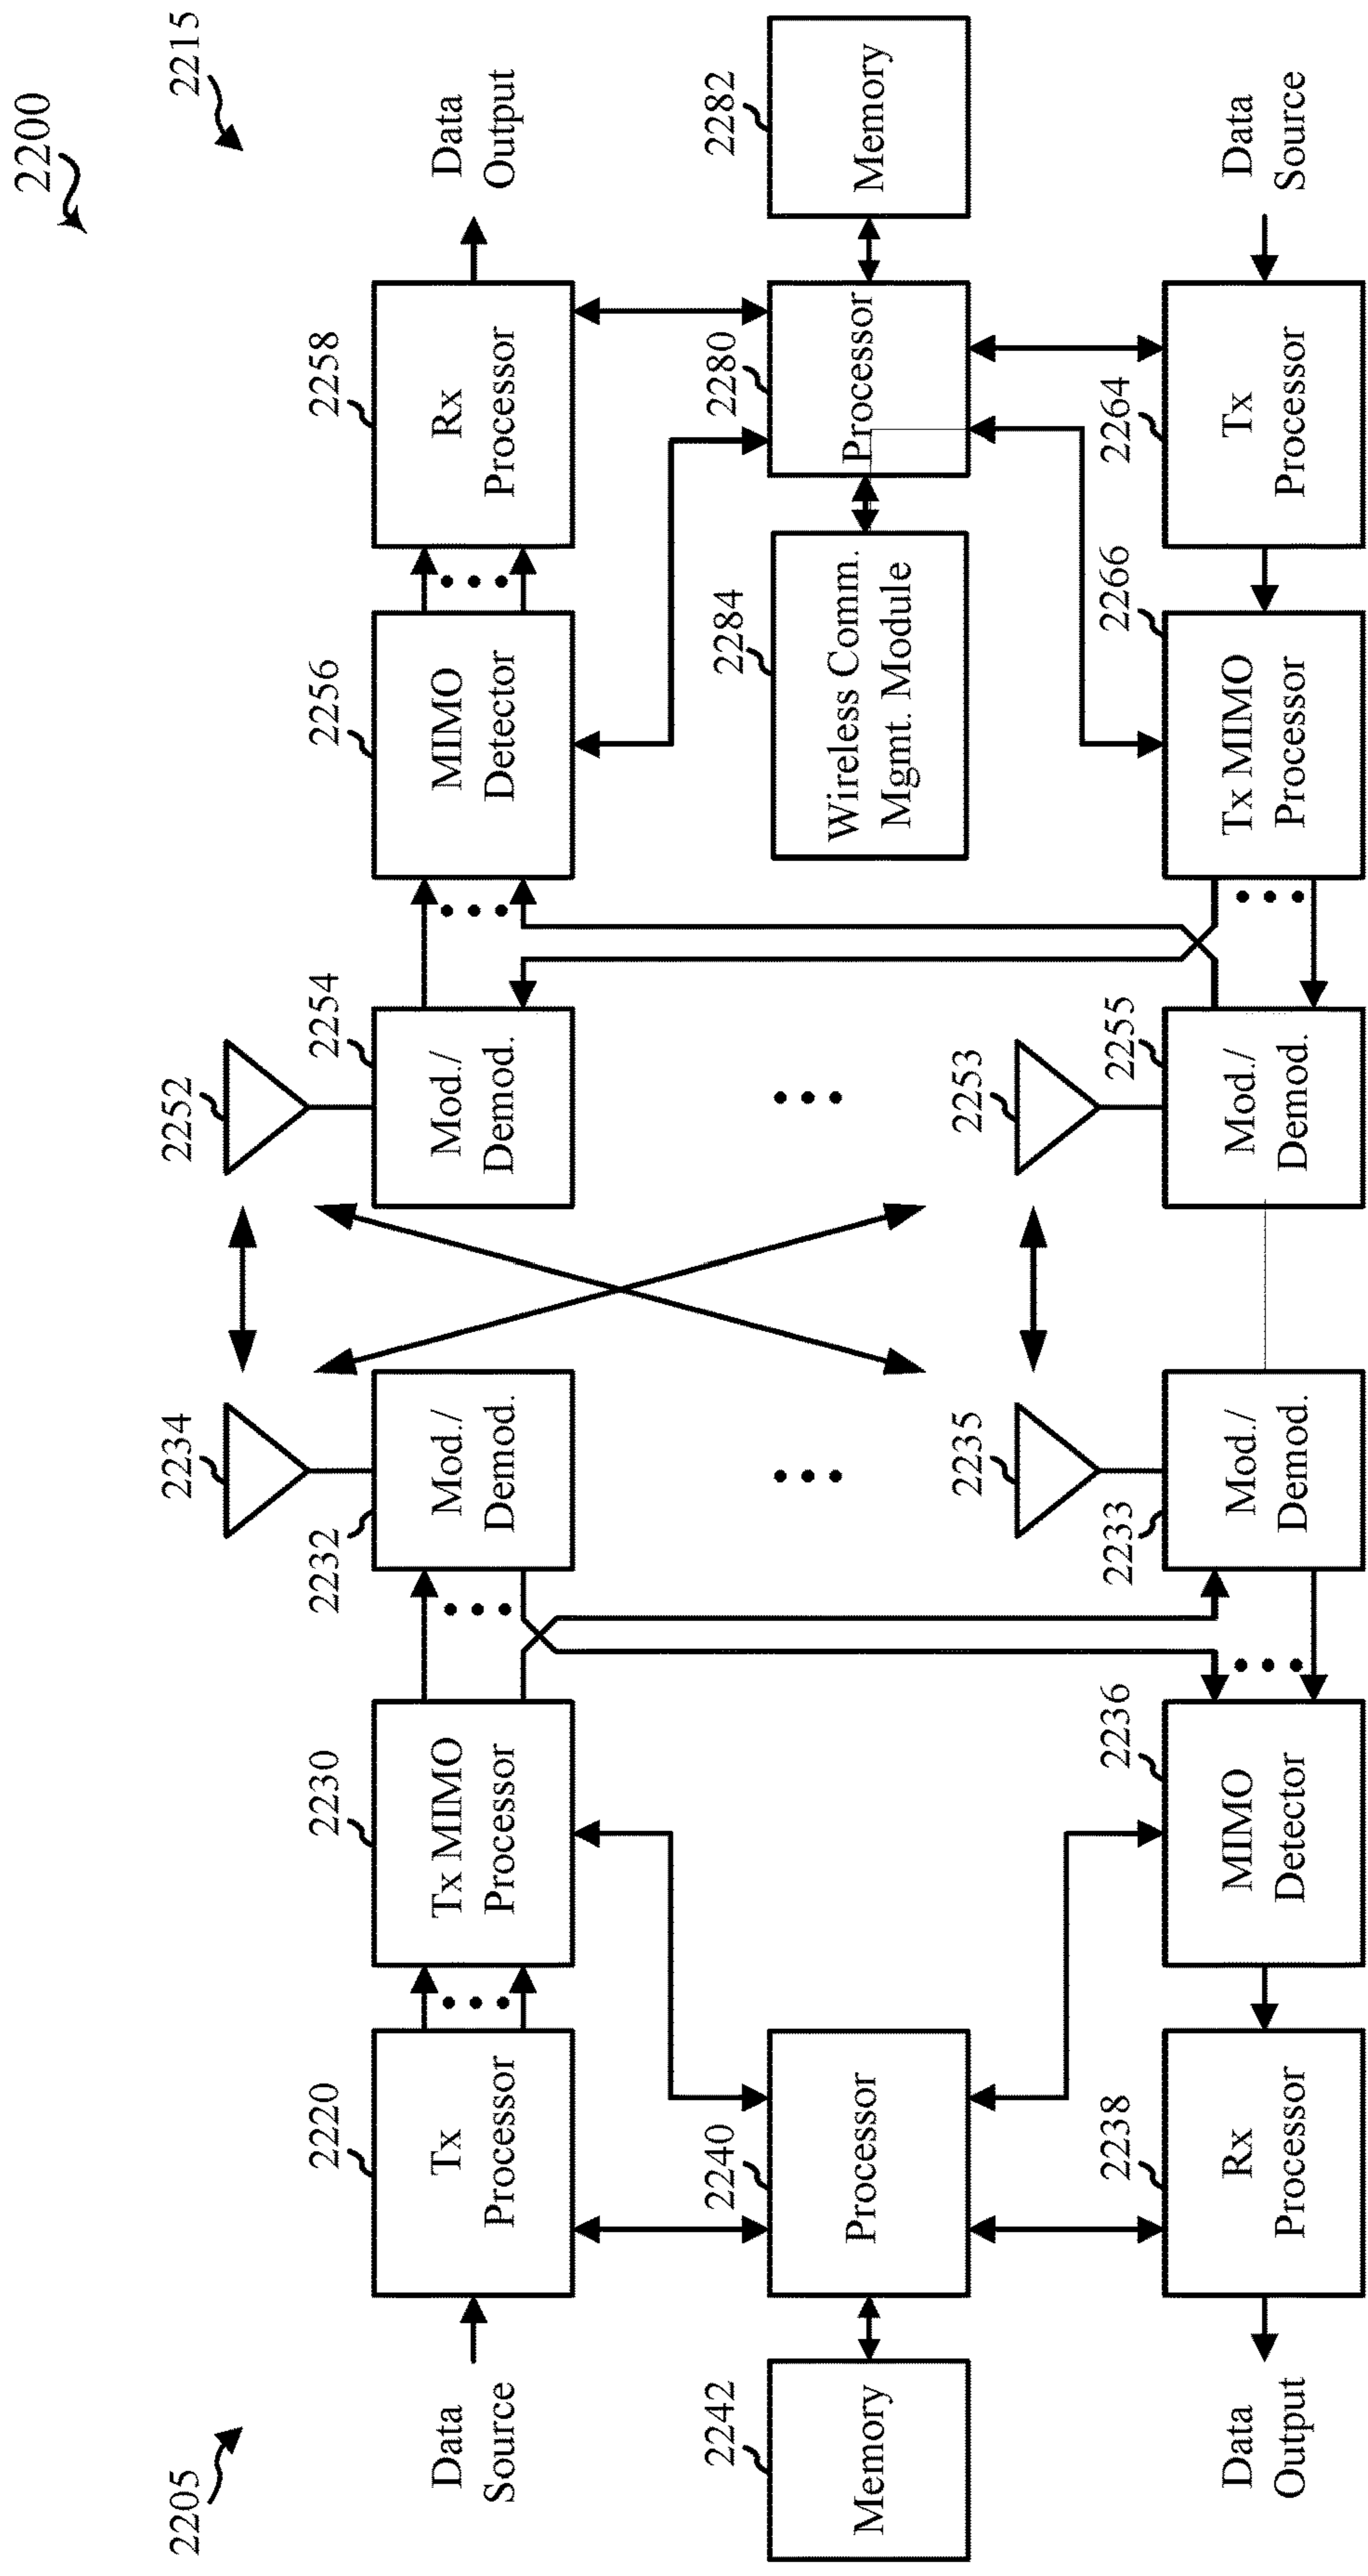 2200
2205
2215
2234
2252
2220
2230
2232
2254
2256
2258
Data
Source
Tx
Processor
Tx MIMO
Processor
Mod./
Demod.
Mod./
Demod.
MIMO
Detector
Rx
Processor
Data
Output
2242
2240
2284
2280
2282
Memory
Processor
Wireless Comm.
Mgmt. Module
Processor
Memory
2235
2253
2238
2236
2233
2255
2266
2264
Data
Output
Rx
Processor
MIMO
Detector
Mod./
Demod.
Mod./
Demod.
Tx MIMO
Processor
Tx
Processor
Data
Source